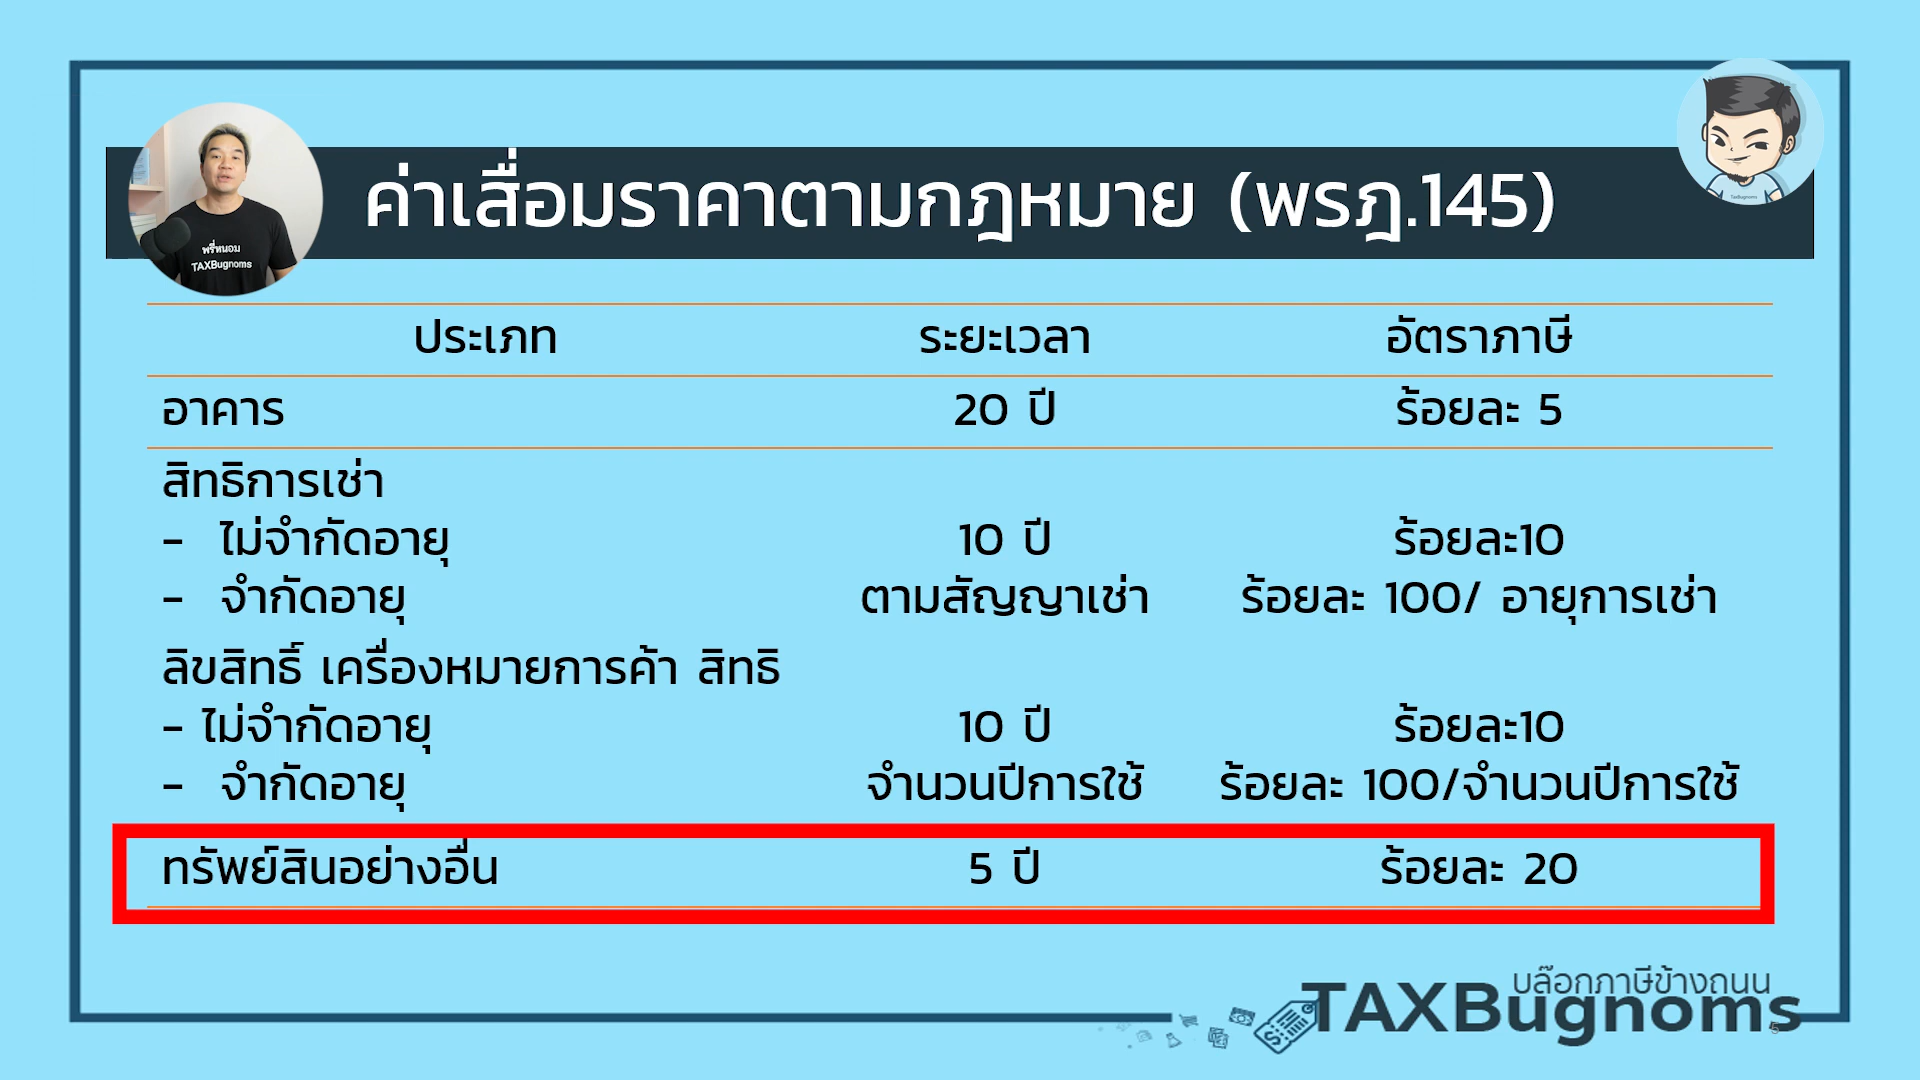 ค่าเสื่อมราคาตามกฎหมาย (พรฎ.145)
พรี่หนอม
TAXBugnoms
TaxBugnoms
ประเภท ระยะเวลา อัตราภาษี
อาคาร 20 ปี ร้อยละ 5
สิทธิการเช่า
- ไม่จำกัดอายุ 10 ปี ร้อยละ10
- จำกัดอายุ ตามสัญญาเช่า ร้อยละ 100/ อายุการเช่า
ลิขสิทธิ์ เครื่องหมายการค้า สิทธิ
- ไม่จำกัดอายุ 10 ปี ร้อยละ10
- จำกัดอายุ จำนวนปีการใช้ ร้อยละ 100/จำนวนปีการใช้
ทรัพย์สินอย่างอื่น 5 ปี ร้อยละ 20
บล๊อกภาษีข้างถนน
TAXBugnoms
5